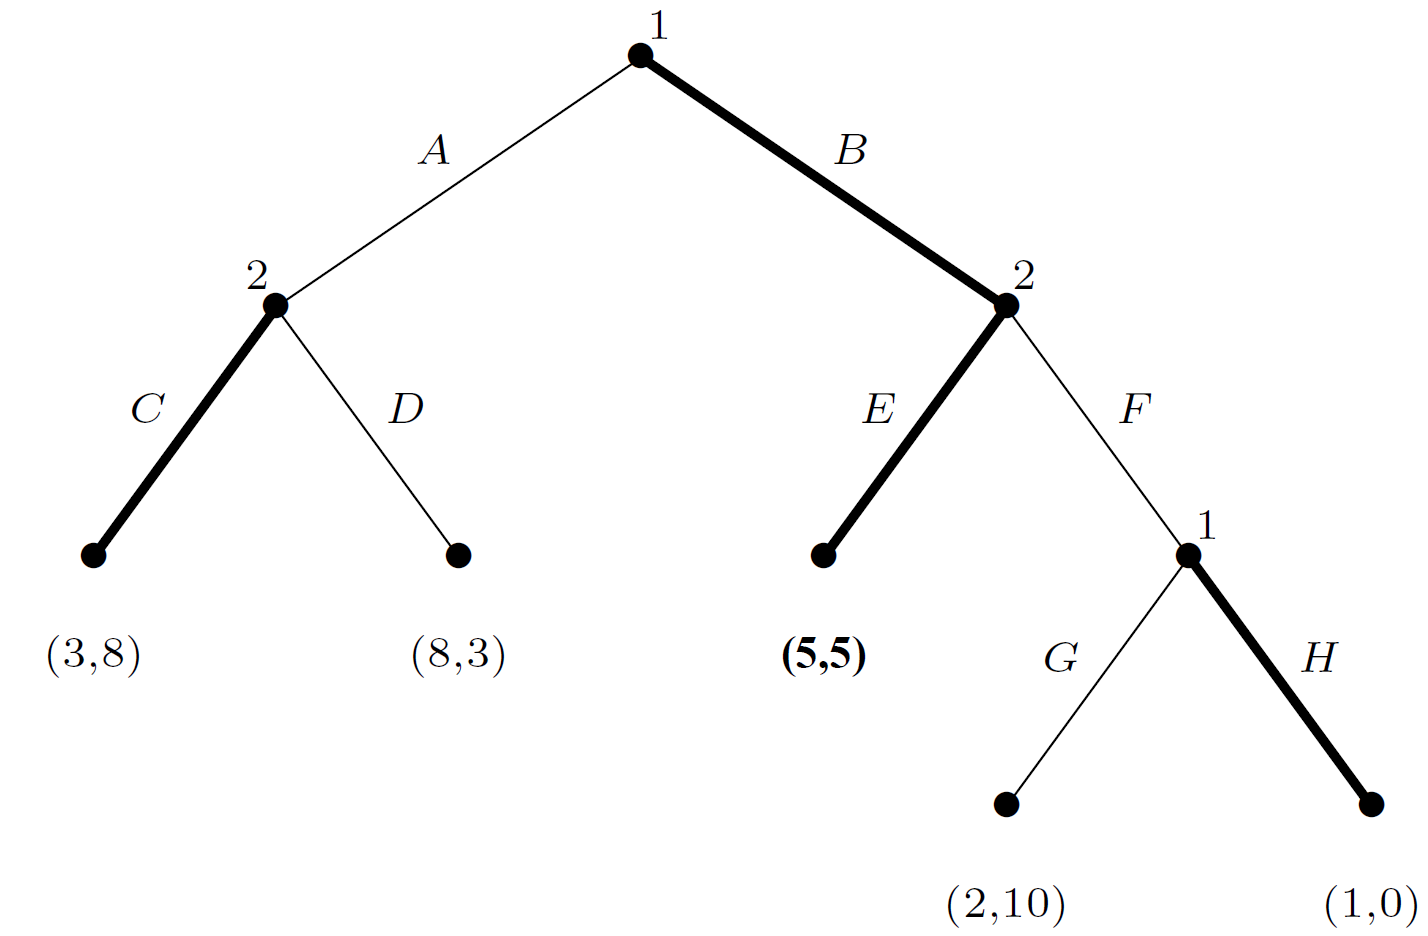 1
A B
2 2
C D E F
1
(3,8) (8,3) (5,5) G H
(2,10) (1,0)